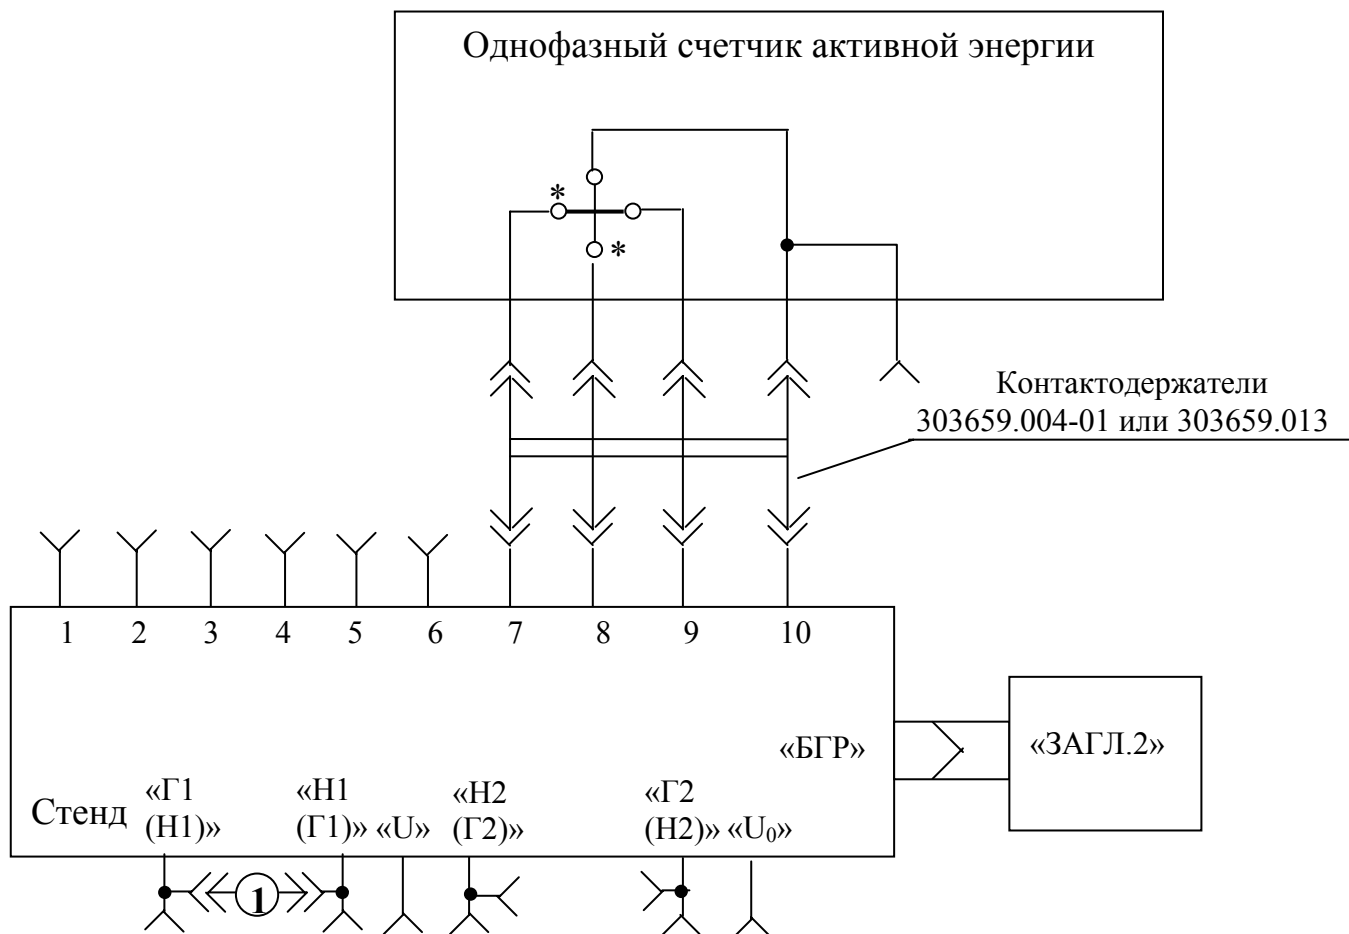 Однофазный счетчик активной энергии
*
*
Контактодержатели
303659.004-01 или 303659.013
1 2 3 4 5 6 7 8 9 10
«БГР»
«ЗАГЛ.2»
Стенд
«Г1
(Н1)»
«Н1
(Г1)»
«U»
«Н2
(Г2)»
«Г2
(Н2)»
«U₀»
1